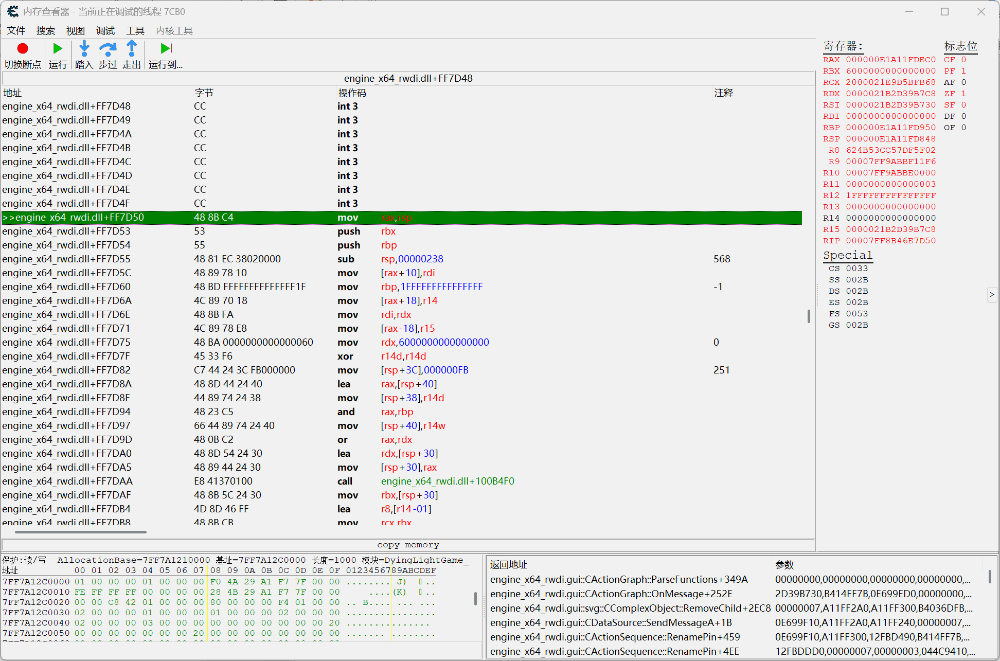 内存查看器 - 当前正在调试的线程 7CB0
文件 搜索 视图 调试 工具 内核工具
切换断点 运行 踏入 步过 走出 运行到...
engine_x64_rwdi.dll+FF7D48
地址 字节 操作码 注释
engine_x64_rwdi.dll+FF7D48 CC int 3
engine_x64_rwdi.dll+FF7D49 CC int 3
engine_x64_rwdi.dll+FF7D4A CC int 3
engine_x64_rwdi.dll+FF7D4B CC int 3
engine_x64_rwdi.dll+FF7D4C CC int 3
engine_x64_rwdi.dll+FF7D4D CC int 3
engine_x64_rwdi.dll+FF7D4E CC int 3
engine_x64_rwdi.dll+FF7D4F CC int 3
>>engine_x64_rwdi.dll+FF7D50 48 8B C4 mov rax,rsp
engine_x64_rwdi.dll+FF7D53 53 push rbx
engine_x64_rwdi.dll+FF7D54 55 push rbp
engine_x64_rwdi.dll+FF7D55 48 81 EC 38020000 sub rsp,00000238 568
engine_x64_rwdi.dll+FF7D5C 48 89 78 10 mov [rax+10],rdi
engine_x64_rwdi.dll+FF7D60 48 BD FFFFFFFFFFFFFF1F mov rbp,1FFFFFFFFFFFFFFF -1
engine_x64_rwdi.dll+FF7D6A 4C 89 70 18 mov [rax+18],r14
engine_x64_rwdi.dll+FF7D6E 48 8B FA mov rdi,rdx
engine_x64_rwdi.dll+FF7D71 4C 89 78 E8 mov [rax-18],r15
engine_x64_rwdi.dll+FF7D75 48 BA 0000000000000060 mov rdx,6000000000000000 0
engine_x64_rwdi.dll+FF7D7F 45 33 F6 xor r14d,r14d
engine_x64_rwdi.dll+FF7D82 C7 44 24 3C FB000000 mov [rsp+3C],000000FB 251
engine_x64_rwdi.dll+FF7D8A 48 8D 44 24 40 lea rax,[rsp+40]
engine_x64_rwdi.dll+FF7D8F 44 89 74 24 38 mov [rsp+38],r14d
engine_x64_rwdi.dll+FF7D94 48 23 C5 and rax,rbp
engine_x64_rwdi.dll+FF7D97 66 44 89 74 24 40 mov [rsp+40],r14w
engine_x64_rwdi.dll+FF7D9D 48 0B C2 or rax,rdx
engine_x64_rwdi.dll+FF7DA0 48 8D 54 24 30 lea rdx,[rsp+30]
engine_x64_rwdi.dll+FF7DA5 48 89 44 24 30 mov [rsp+30],rax
engine_x64_rwdi.dll+FF7DAA E8 41370100 call engine_x64_rwdi.dll+100B4F0
engine_x64_rwdi.dll+FF7DAF 48 8B 5C 24 30 mov rbx,[rsp+30]
engine_x64_rwdi.dll+FF7DB4 4D 8D 46 FF lea r8,[r14-01]
engine_x64_rwdi.dll+FF7DB8 48 8B CB mov rcx,rbx
copy memory
寄存器: 标志位
RAX 000000E1A11FDEC0 CF 0
RBX 6000000000000000 PF 1
RCX 2000021E9D5BFB68 AF 0
RDX 0000021B2D39B7C8 ZF 1
RSI 0000021B2D39B730 SF 0
RDI 0000000000000000 DF 0
RBP 000000E1A11FD950 OF 0
RSP 000000E1A11FD848
R8 624B53CC57DF5F02
R9 00007FF9ABBF11F6
R10 00007FF9ABBE0000
R11 0000000000000003
R12 1FFFFFFFFFFFFFFF
R13 0000000000000000
R14 0000000000000000
R15 0000021B2D39B7C8
RIP 00007FF8B46E7D50
Special
CS 0033
SS 002B
DS 002B
ES 002B
FS 0053
GS 002B
>
保护:读/写 AllocationBase=7FF7A1210000 基址=7FF7A12C0000 长度=1000 模块=DyingLightGame_
地址 00 01 02 03 04 05 06 07 08 09 0A 0B 0C 0D 0E 0F 0123456789ABCDEF
7FF7A12C0000 01 00 00 00 01 00 00 00 F0 4A 29 A1 F7 7F 00 00 ........ J) ..
7FF7A12C0010 FE FF FF FF 00 00 00 00 28 4B 29 A1 F7 7F 00 00 ....(K) ..
7FF7A12C0020 00 00 C8 42 01 00 00 00 80 00 00 00 F4 01 00 00 .. B.... ... ...
7FF7A12C0030 02 00 00 00 01 00 00 00 01 00 00 00 02 00 00 00 ................
7FF7A12C0040 02 00 00 00 03 00 00 00 00 00 00 00 00 00 00 20 ...............
7FF7A12C0050 00 00 00 00 00 00 00 20 00 00 00 00 00 00 00 00 ....... ........
返回地址 参数
engine_x64_rwdi.gui::CActionGraph::ParseFunctions+349A 00000000,00000000,00000000,00000000,...
engine_x64_rwdi.gui::CActionGraph::OnMessage+252E 2D39B730,B414FF7B,0E699ED0,00000000,...
engine_x64_rwdi.gui::svg::CComplexObject::RemoveChild+2EC8 00000007,A11FF2A0,A11FF300,B4036DFB,...
engine_x64_rwdi.gui::CDataSource::SendMessageA+1B 0E699F10,A11FF2A0,A11FF240,00000007,...
engine_x64_rwdi.gui::CActionSequence::RenamePin+459 0E699F10,A11FF300,12FBD490,B414FF7B,...
engine_x64_rwdi.gui::CActionSequence::RenamePin+4EE 12FBDDD0,00000007,00000003,044C9410,...